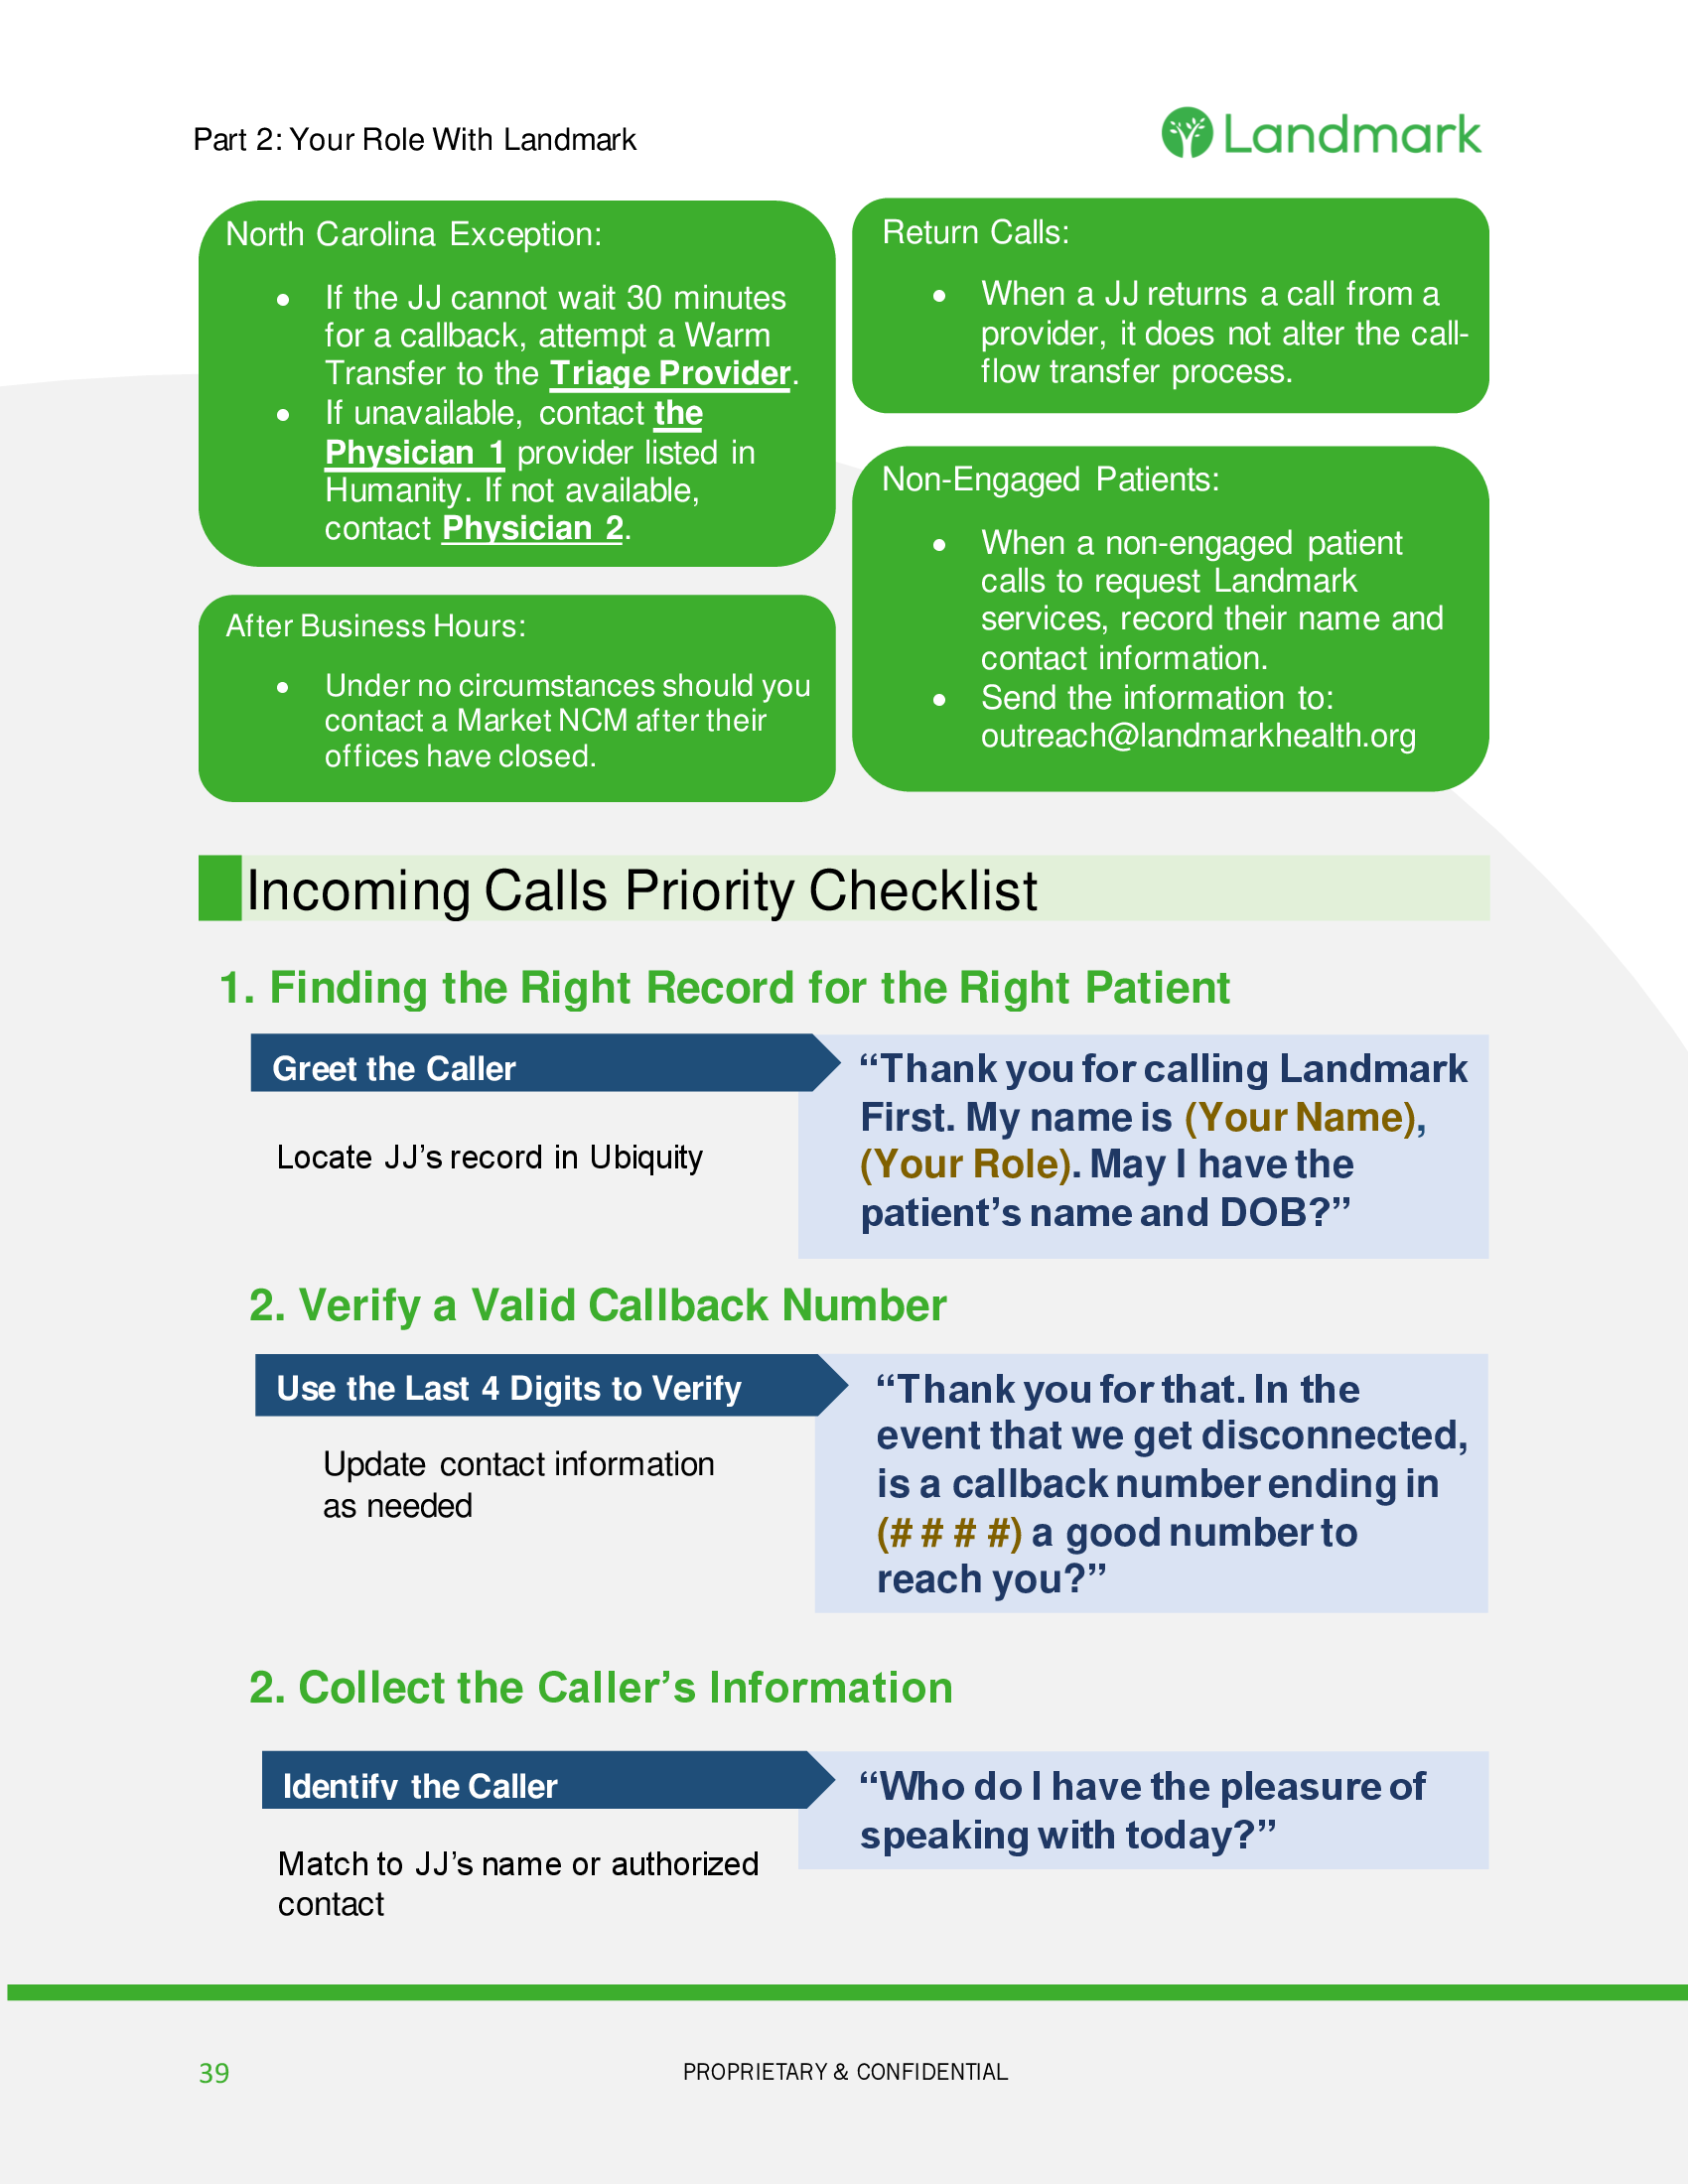 Part 2: Your Role With Landmark
Landmark
North Carolina Exception:
• If the JJ cannot wait 30 minutes
for a callback, attempt a Warm
Transfer to the Triage Provider.
• If unavailable, contact the
Physician 1 provider listed in
Humanity. If not available,
contact Physician 2.
After Business Hours:
• Under no circumstances should you
contact a Market NCM after their
offices have closed.
Return Calls:
• When a JJ returns a call from a
provider, it does not alter the call-
flow transfer process.
Non-Engaged Patients:
• When a non-engaged patient
calls to request Landmark
services, record their name and
contact information.
• Send the information to:
outreach@landmarkhealth.org
Incoming Calls Priority Checklist
1. Finding the Right Record for the Right Patient
Greet the Caller
Locate JJ’s record in Ubiquity
“Thank you for calling Landmark
First. My name is (Your Name),
(Your Role). May I have the
patient’s name and DOB?”
2. Verify a Valid Callback Number
Use the Last 4 Digits to Verify
Update contact information
as needed
“Thank you for that. In the
event that we get disconnected,
is a callback number ending in
(# # # #) a good number to
reach you?”
2. Collect the Caller’s Information
Identify the Caller
Match to JJ’s name or authorized
contact
“Who do I have the pleasure of
speaking with today?”
39
PROPRIETARY & CONFIDENTIAL